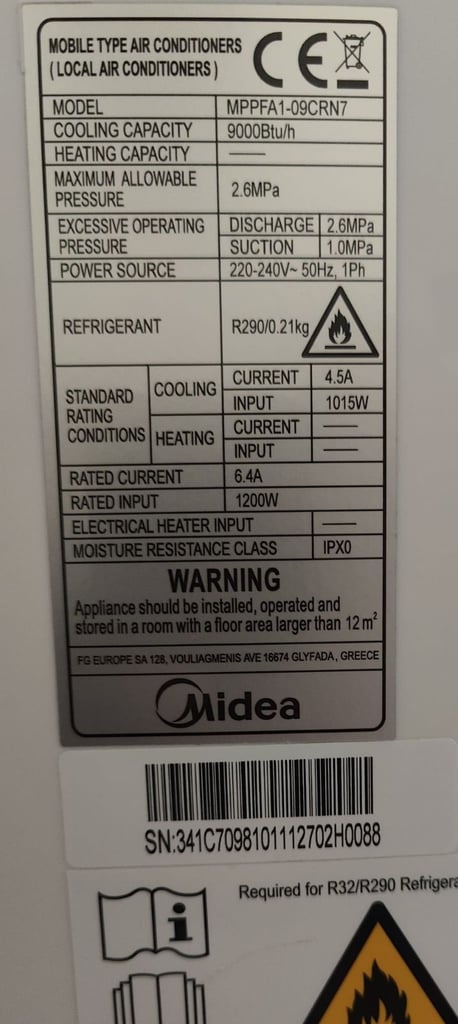 MOBILE TYPE AIR CONDITIONERS
( LOCAL AIR CONDITIONERS )
CE
MODEL MPPFA1-09CRN7
COOLING CAPACITY 9000Btu/h
HEATING CAPACITY ——
MAXIMUM ALLOWABLE
PRESSURE 2.6MPa
EXCESSIVE OPERATING
PRESSURE
DISCHARGE 2.6MPa
SUCTION 1.0MPa
POWER SOURCE 220-240V~ 50Hz, 1Ph
REFRIGERANT R290/0.21kg
STANDARD
RATING
CONDITIONS
COOLING
CURRENT 4.5A
INPUT 1015W
HEATING
CURRENT ——
INPUT ——
RATED CURRENT 6.4A
RATED INPUT 1200W
ELECTRICAL HEATER INPUT ——
MOISTURE RESISTANCE CLASS IPX0
WARNING
Appliance should be installed, operated and
stored in a room with a floor area larger than 12 m²
FG EUROPE SA 128, VOULIAGMENIS AVE 16674 GLYFADA, GREECE
Midea
SN:341C7098101112702H0088
Required for R32/R290 Refrigera